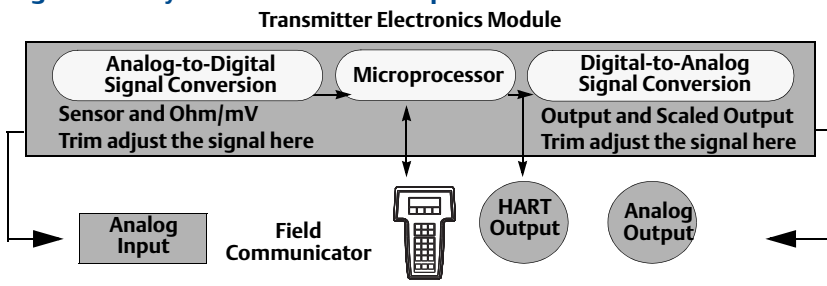 Transmitter Electronics Module
Analog-to-Digital
Signal Conversion
Microprocessor
Digital-to-Analog
Signal Conversion
Sensor and Ohm/mV
Trim adjust the signal here
Output and Scaled Output
Trim adjust the signal here
Analog
Input
Field
Communicator
HART
Output
Analog
Output